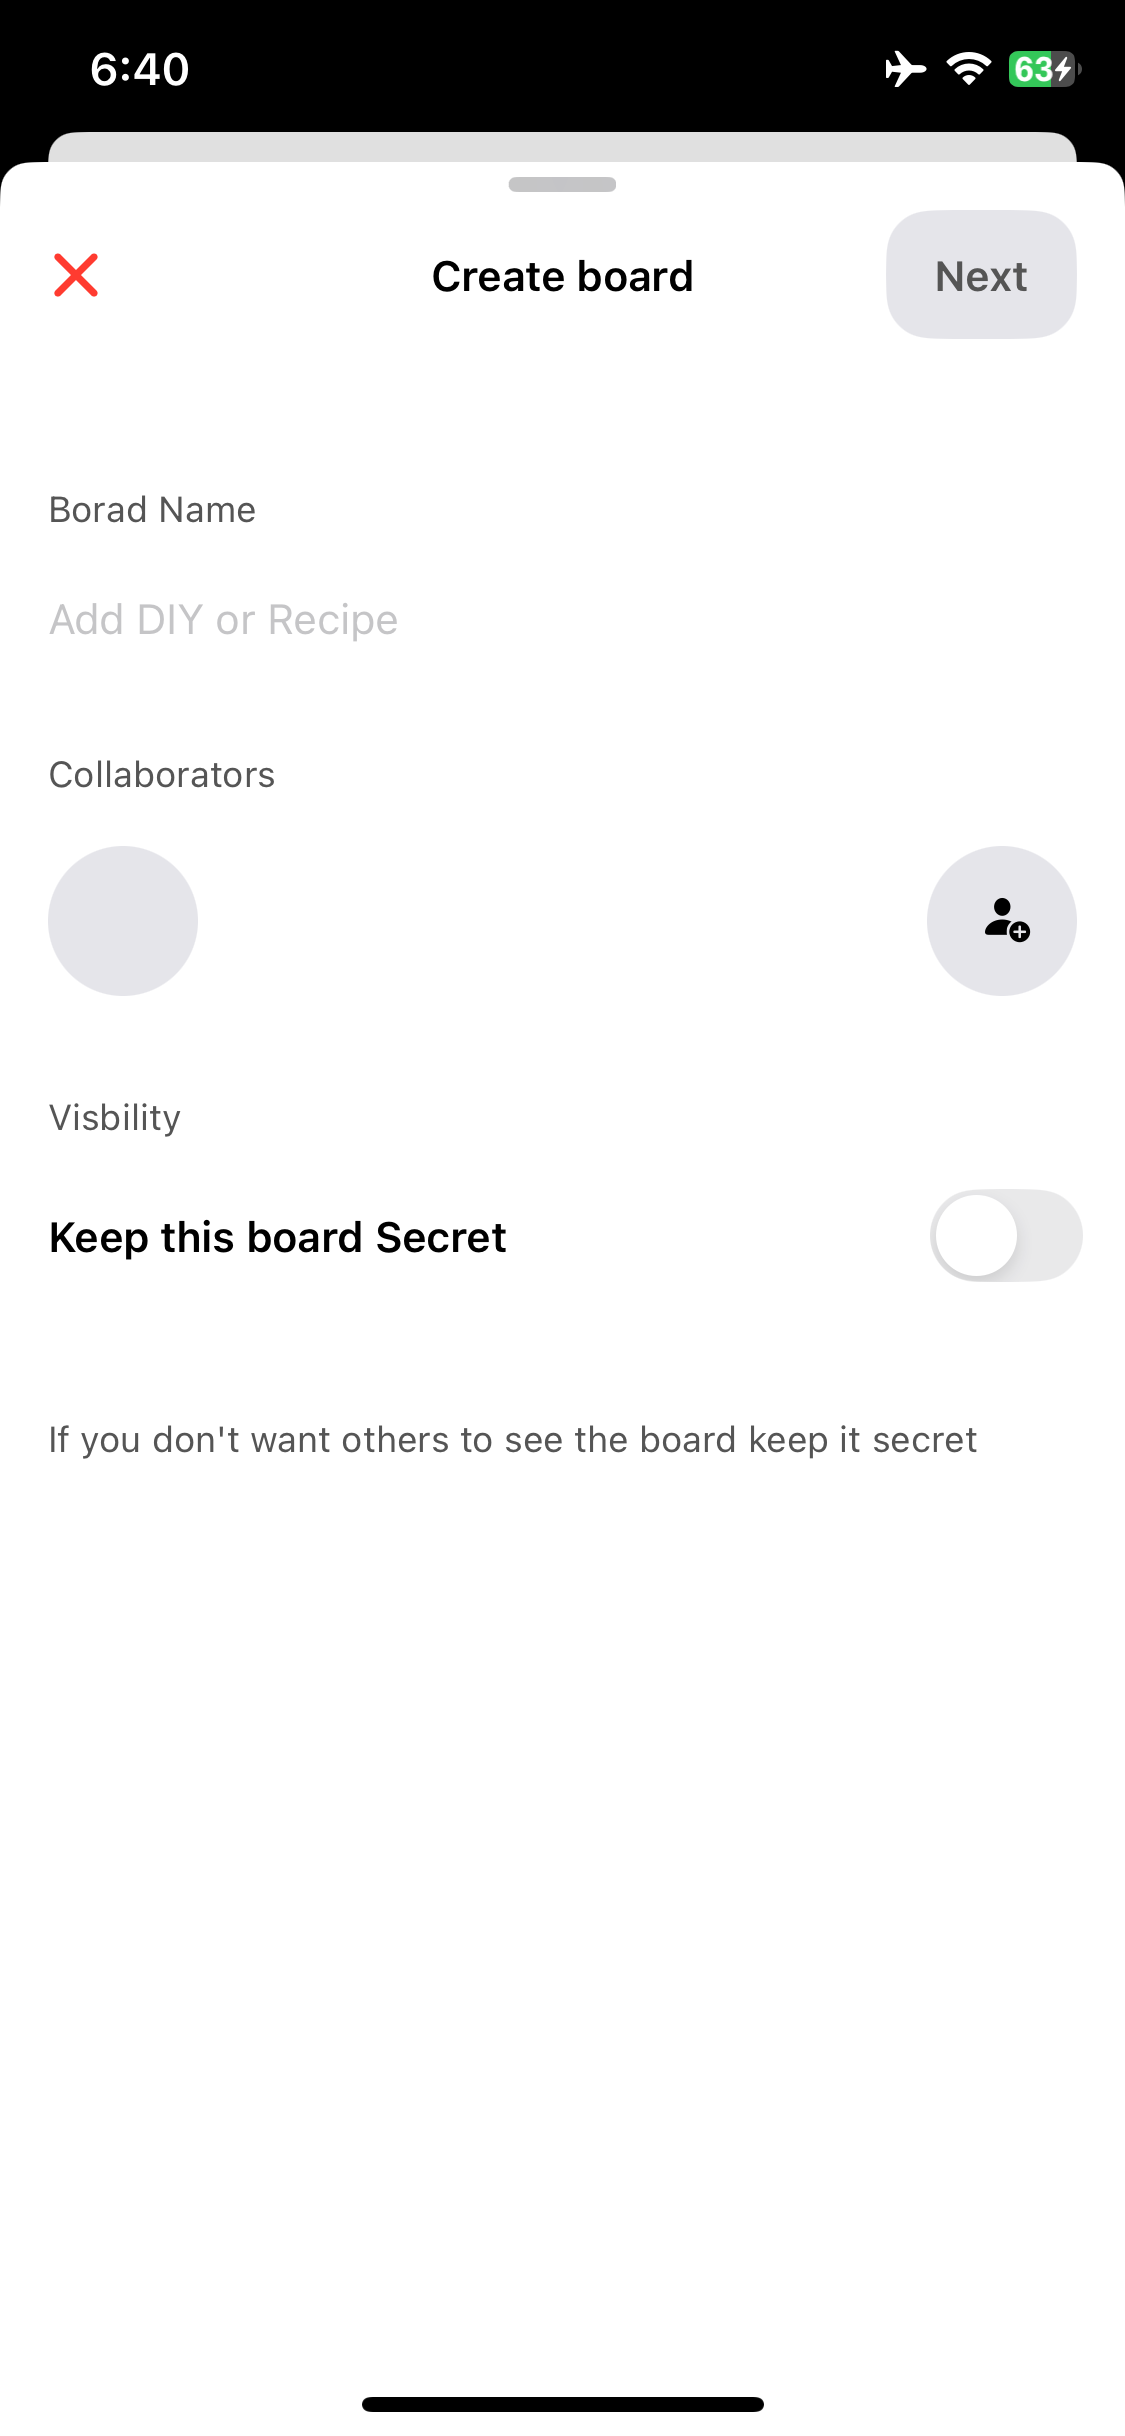 6:40
63
Create board
Next
Borad Name
Add DIY or Recipe
Collaborators
Visbility
Keep this board Secret
If you don't want others to see the board keep it secret